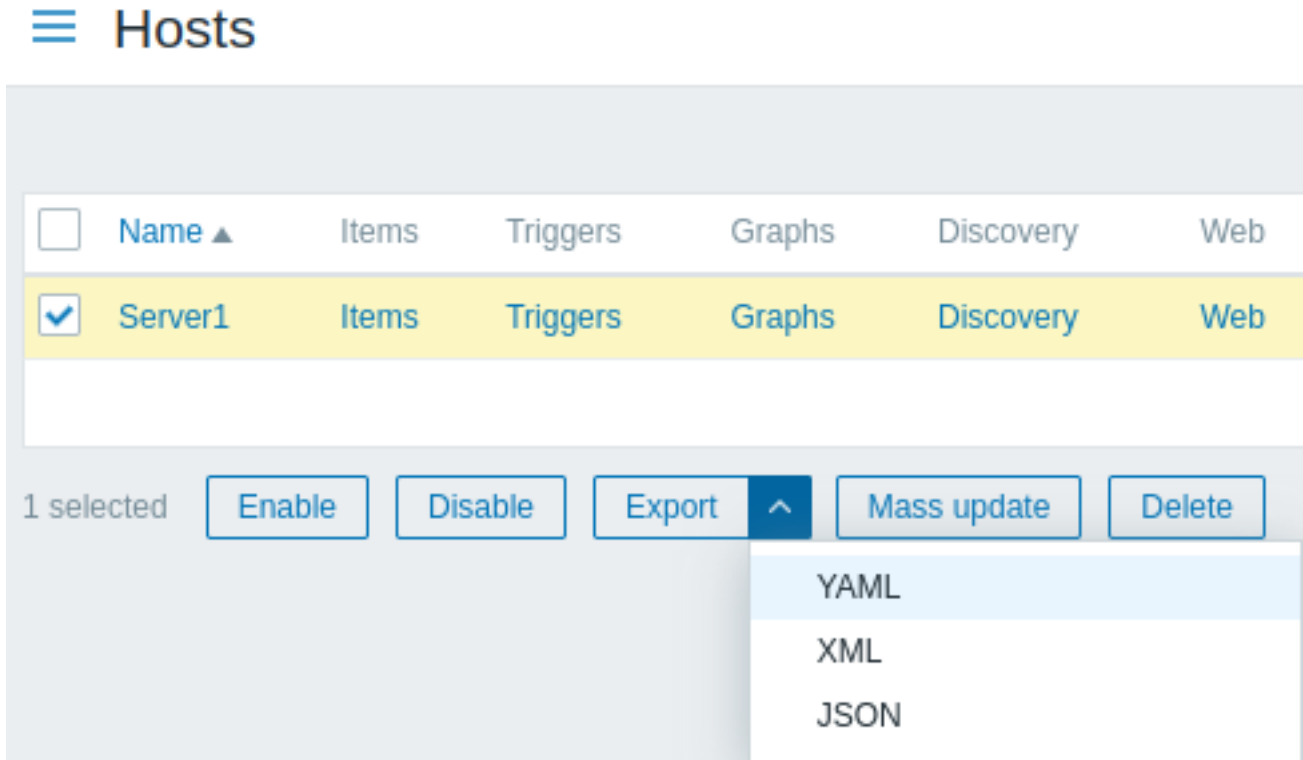 Hosts
Name Items Triggers Graphs Discovery Web
Server1 Items Triggers Graphs Discovery Web
1 selected Enable Disable Export Mass update Delete
YAML
XML
JSON